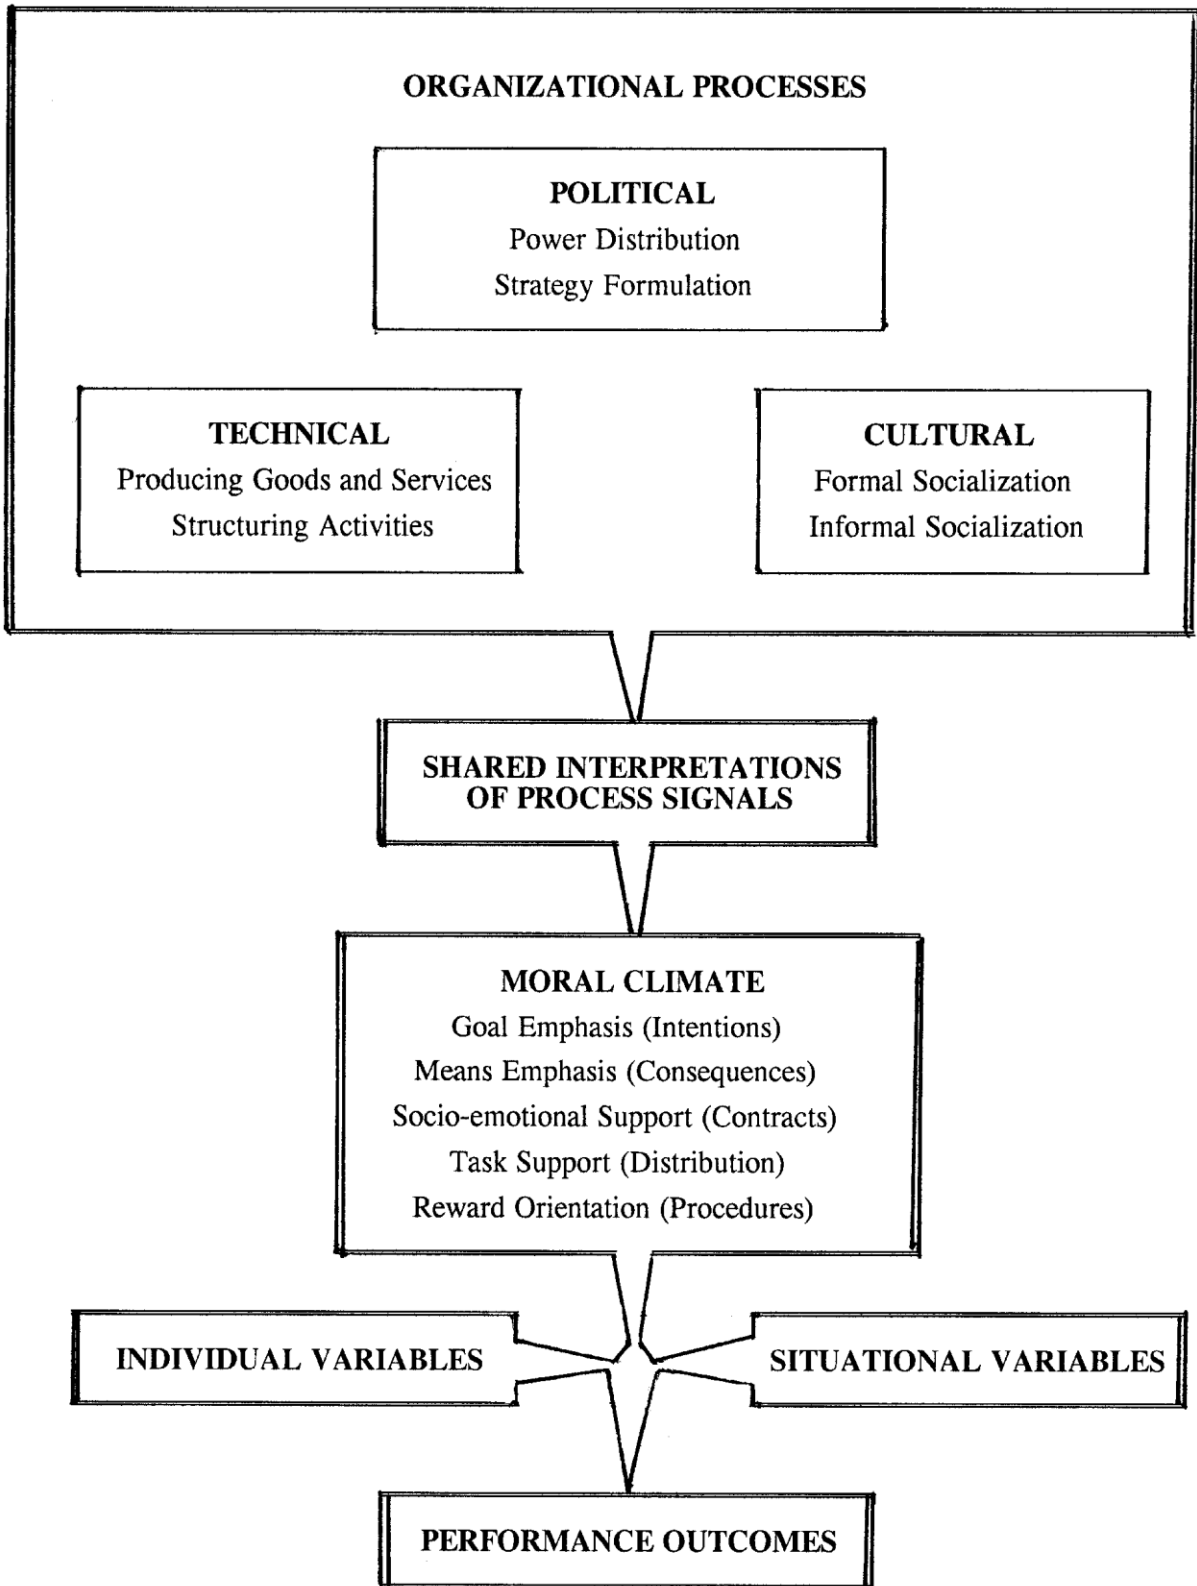 ORGANIZATIONAL PROCESSES
POLITICAL
Power Distribution
Strategy Formulation
TECHNICAL
Producing Goods and Services
Structuring Activities
CULTURAL
Formal Socialization
Informal Socialization
SHARED INTERPRETATIONS
OF PROCESS SIGNALS
MORAL CLIMATE
Goal Emphasis (Intentions)
Means Emphasis (Consequences)
Socio-emotional Support (Contracts)
Task Support (Distribution)
Reward Orientation (Procedures)
INDIVIDUAL VARIABLES
SITUATIONAL VARIABLES
PERFORMANCE OUTCOMES